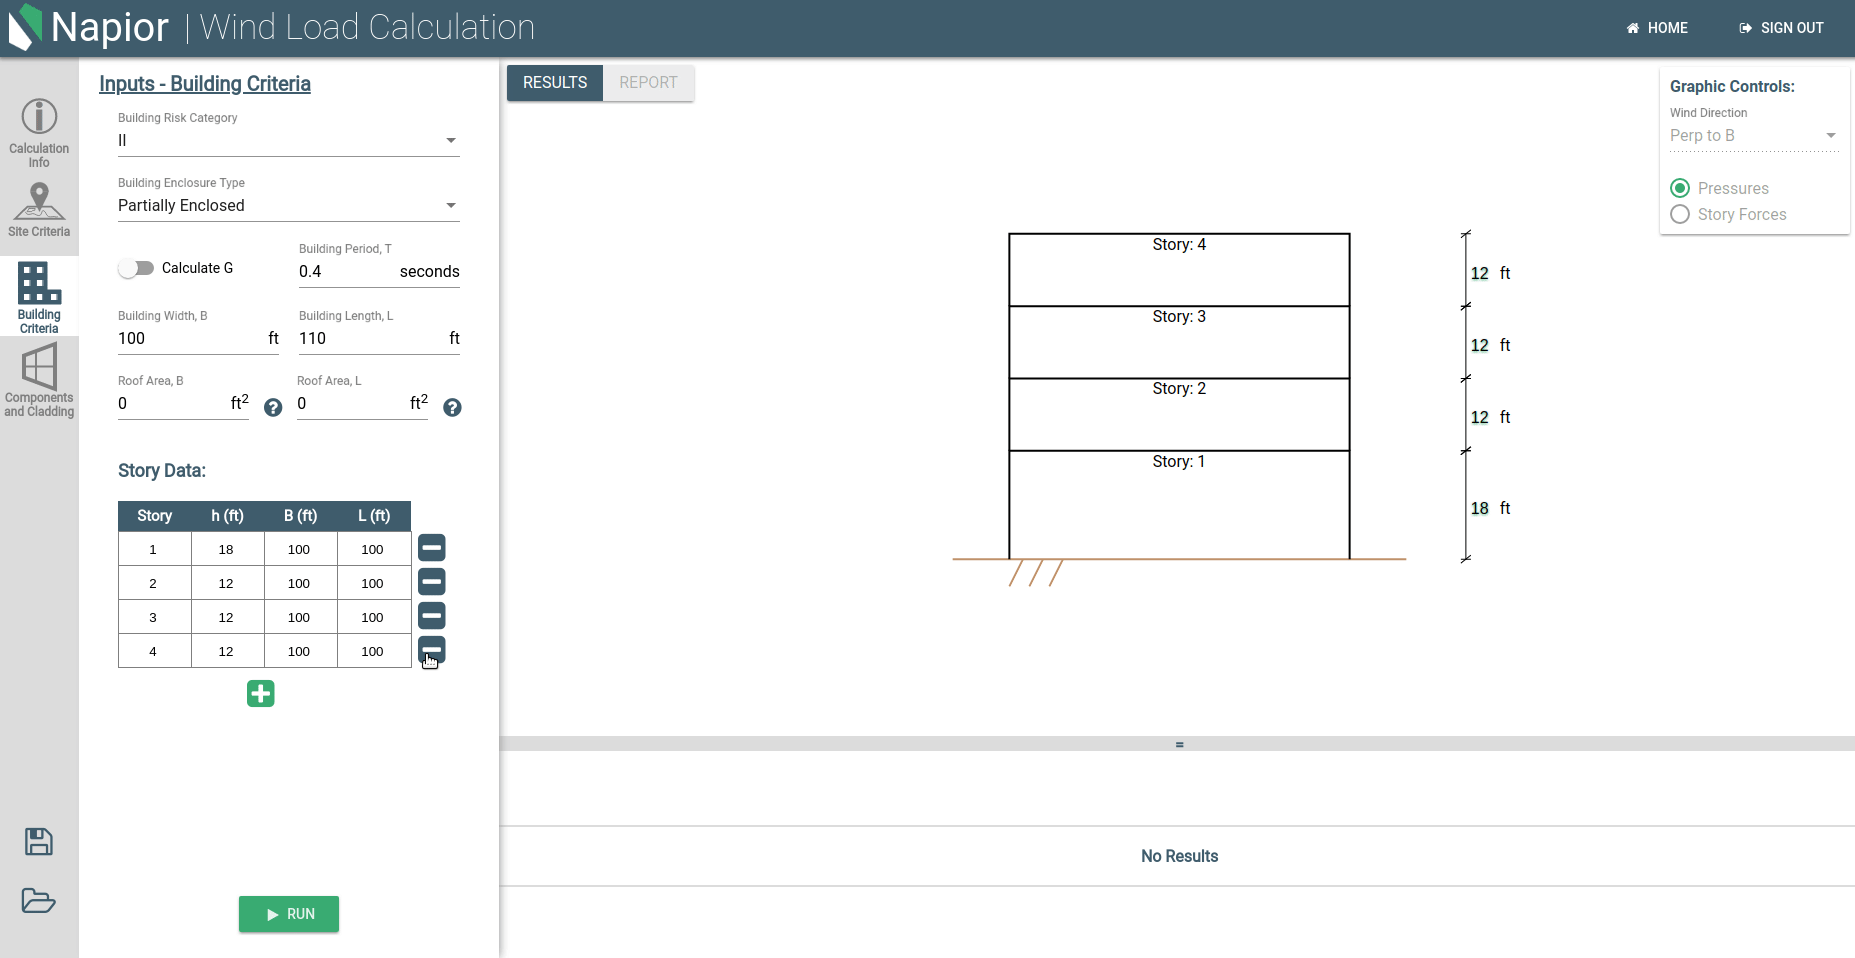 Napior | Wind Load Calculation
HOME
SIGN OUT
Calculation
Info
Site Criteria
Building
Criteria
Components
and Cladding
Inputs - Building Criteria
Building Risk Category
II
Building Enclosure Type
Partially Enclosed
Calculate G
Building Period, T
0.4 seconds
Building Width, B
100 ft
Building Length, L
110 ft
Roof Area, B
0 ft2 ?
Roof Area, L
0 ft2 ?
Story Data:
Story h (ft) B (ft) L (ft)
1 18 100 100
2 12 100 100
3 12 100 100
4 12 100 100
RUN
RESULTS
REPORT
Story: 4
12 ft
Story: 3
12 ft
Story: 2
12 ft
Story: 1
18 ft
Graphic Controls:
Wind Direction
Perp to B
Pressures
Story Forces
=
No Results